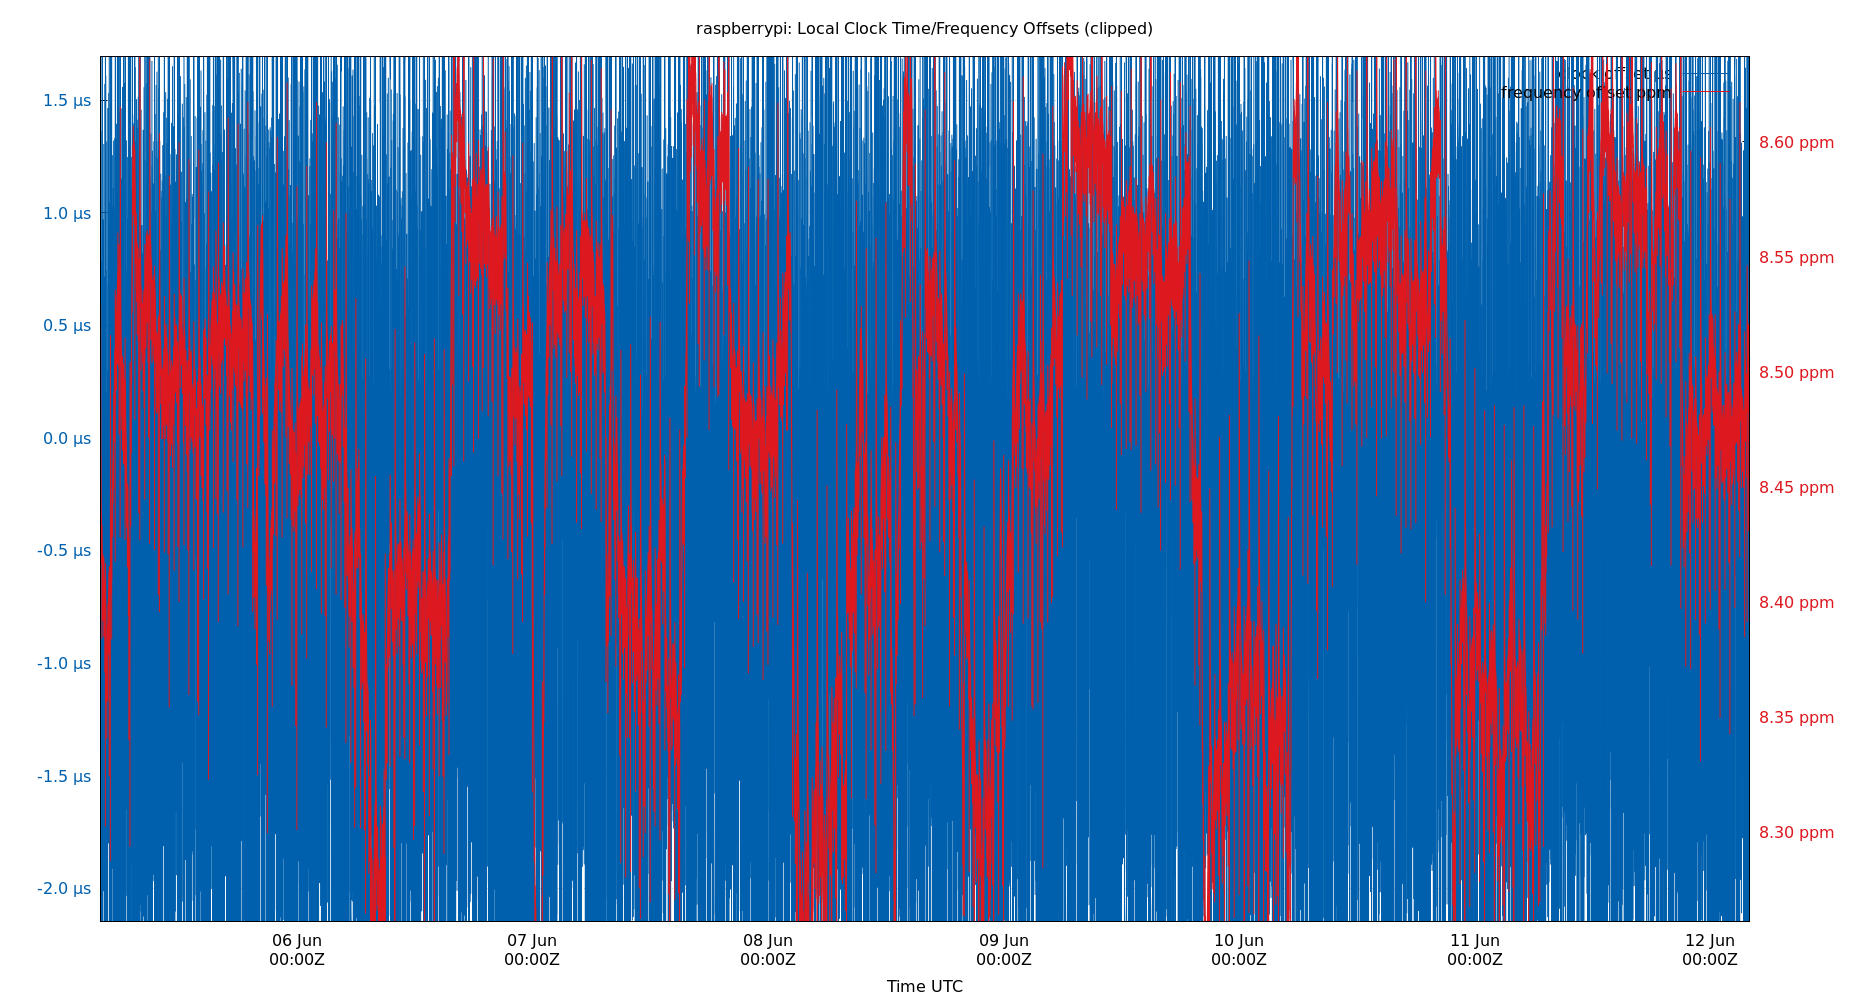 raspberrypi: Local Clock Time/Frequency Offsets (clipped)
clock offset µs
frequency offset ppm
1.5 µs
1.0 µs
0.5 µs
0.0 µs
-0.5 µs
-1.0 µs
-1.5 µs
-2.0 µs
8.60 ppm
8.55 ppm
8.50 ppm
8.45 ppm
8.40 ppm
8.35 ppm
8.30 ppm
06 Jun
00:00Z
07 Jun
00:00Z
08 Jun
00:00Z
09 Jun
00:00Z
10 Jun
00:00Z
11 Jun
00:00Z
12 Jun
00:00Z
Time UTC